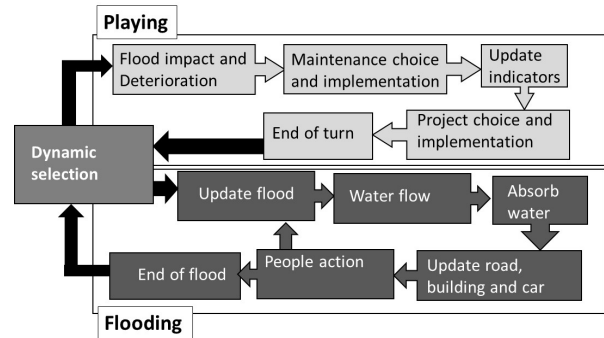 Playing
Flood impact and
Deterioration
Maintenance choice
and implementation
Update
indicators
Project choice and
implementation
End of turn
Dynamic
selection
Update flood
Water flow
Absorb
water
Update road,
building and car
People action
End of flood
Flooding